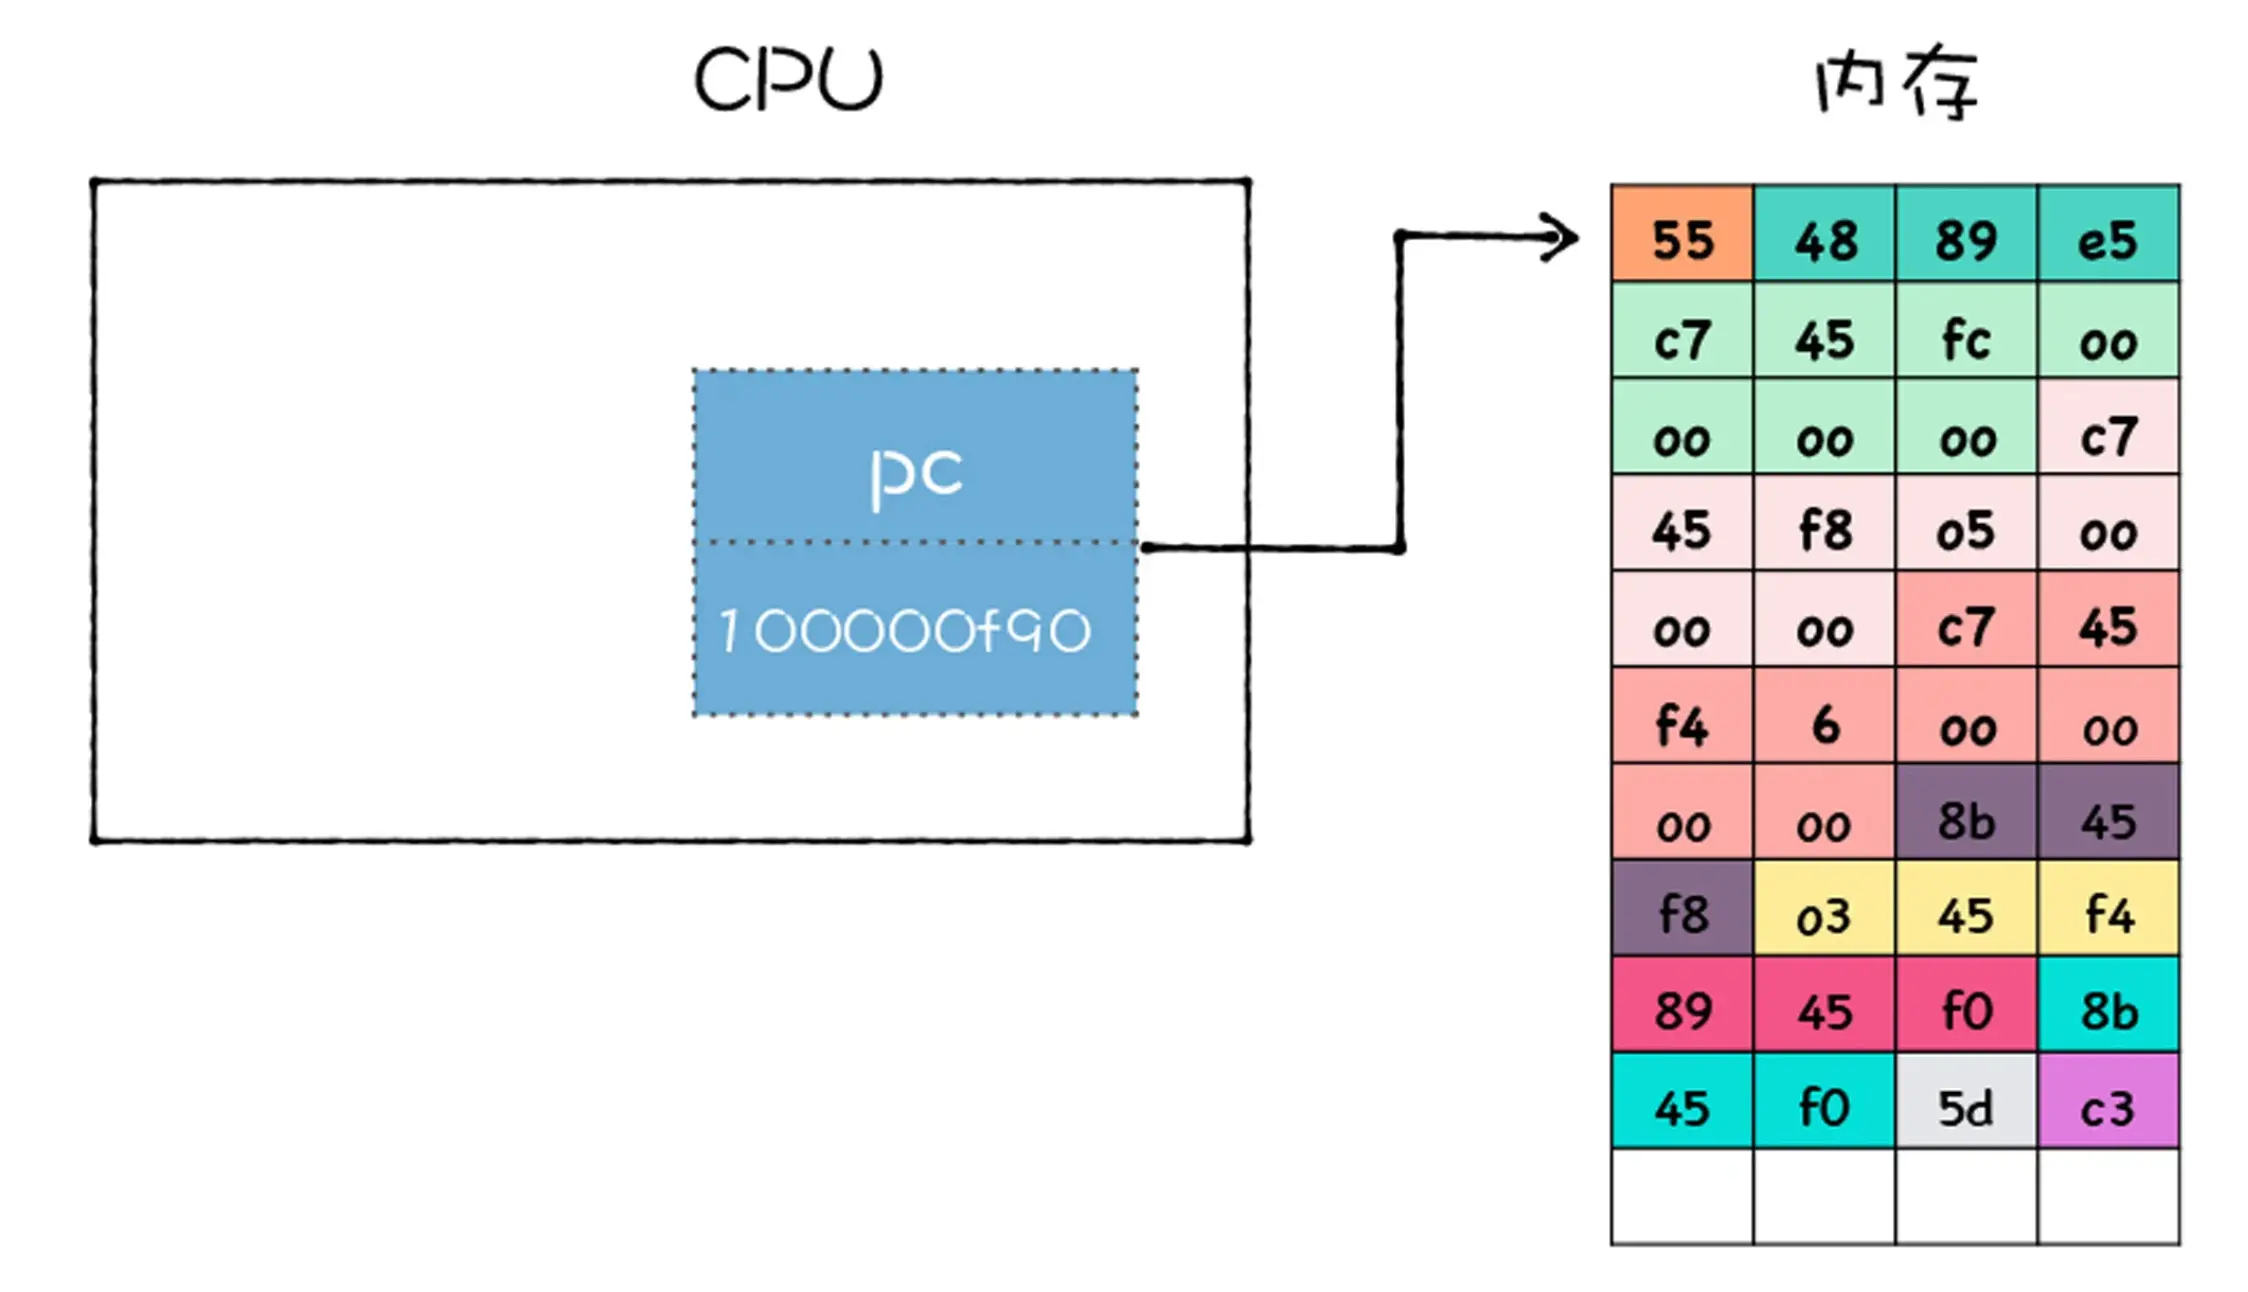 CPU
内存
pc
100000f90
55 48 89 e5
c7 45 fc 00
00 00 00 c7
45 f8 05 00
00 00 c7 45
f4 6 00 00
00 00 8b 45
f8 03 45 f4
89 45 f0 8b
45 f0 5d c3